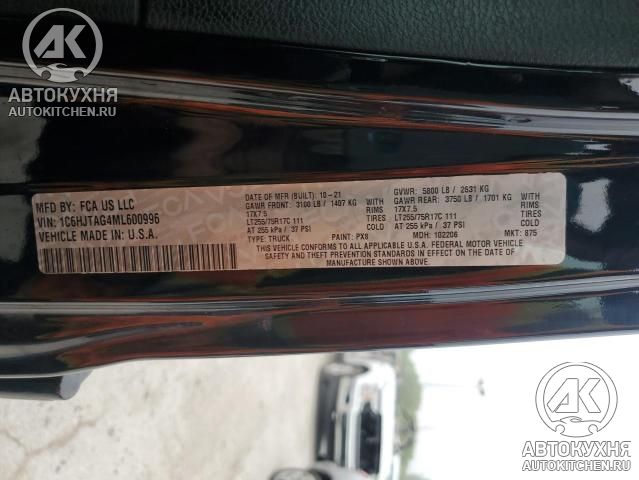 AK
АВТОКУХНЯ
AUTOKITCHEN.RU
MFD BY: FCA US LLC
VIN: 1C6HJTAG4ML600996
VEHICLE MADE IN: U.S.A.
DATE OF MFR (BUILT): 10-21
GVWR: 5800 LB / 2631 KG
GAWR FRONT: 3100 LB / 1407 KG WITH
GAWR REAR: 3750 LB / 1701 KG WITH
17X7.5 RIMS
17X7.5 RIMS
LT255/75R17C 111 TIRES
LT255/75R17C 111 TIRES
AT 255 kPa / 37 PSI COLD
AT 255 kPa / 37 PSI COLD
TYPE: TRUCK PAINT: PX8 MDH: 102206 MKT: 875
THIS VEHICLE CONFORMS TO ALL APPLICABLE U.S.A. FEDERAL MOTOR VEHICLE
SAFETY AND THEFT PREVENTION STANDARDS IN EFFECT ON THE DATE OF
MANUFACTURE SHOWN ABOVE.
AK
АВТОКУХНЯ
AUTOKITCHEN.RU